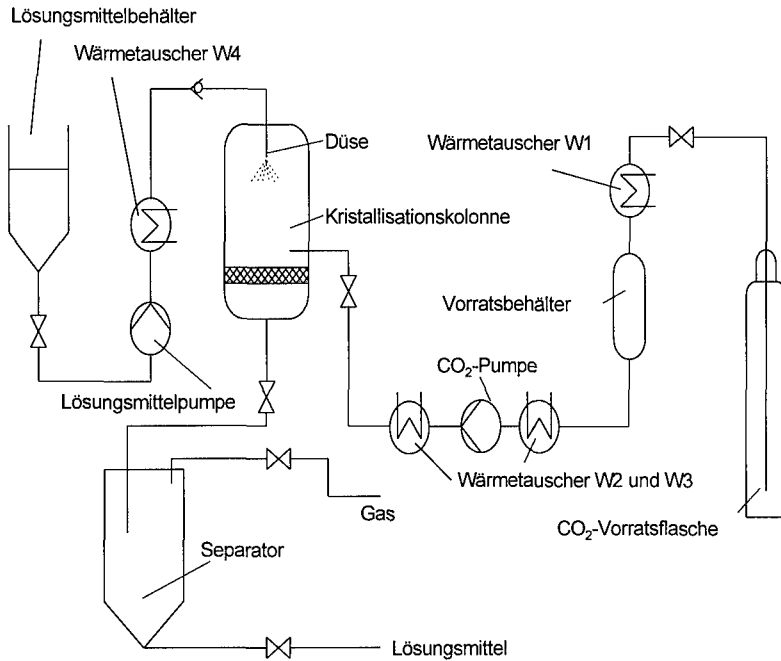 Lösungsmittelbehälter
Wärmetauscher W4
Düse
Wärmetauscher W1
Kristallisationskolonne
Vorratsbehälter
CO₂-Pumpe
Lösungsmittelpumpe
Wärmetauscher W2 und W3
Gas
CO₂-Vorratsflasche
Separator
Lösungsmittel